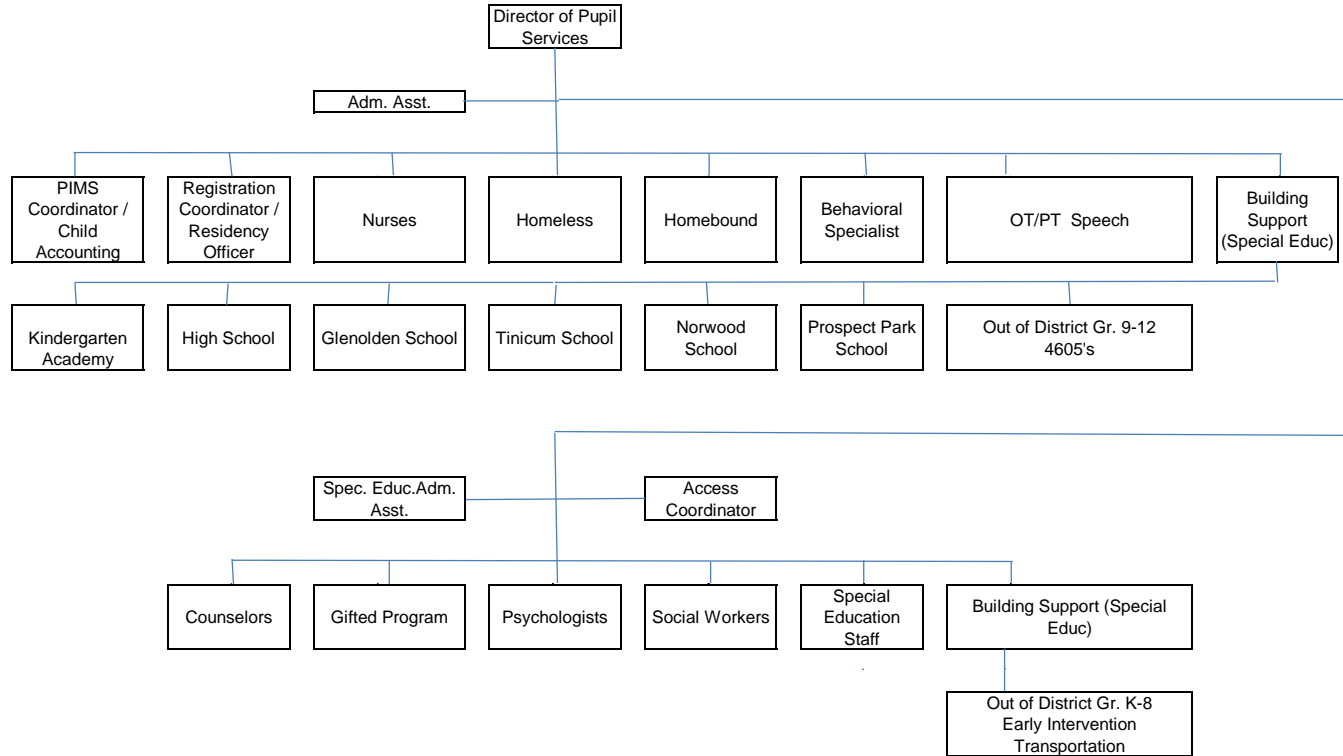 Director of Pupil
Services
Adm. Asst.
PIMS
Coordinator /
Child
Accounting
Registration
Coordinator /
Residency
Officer
Nurses
Homeless
Homebound
Behavioral
Specialist
OT/PT  Speech
Building
Support
(Special Educ)
Kindergarten
Academy
High School
Glenolden School
Tinicum School
Norwood
School
Prospect Park
School
Out of District Gr. 9-12
4605's
Spec. Educ.Adm.
Asst.
Access
Coordinator
Counselors
Gifted Program
Psychologists
Social Workers
Special
Education
Staff
Building Support (Special
Educ)
Out of District Gr. K-8
Early Intervention
Transportation